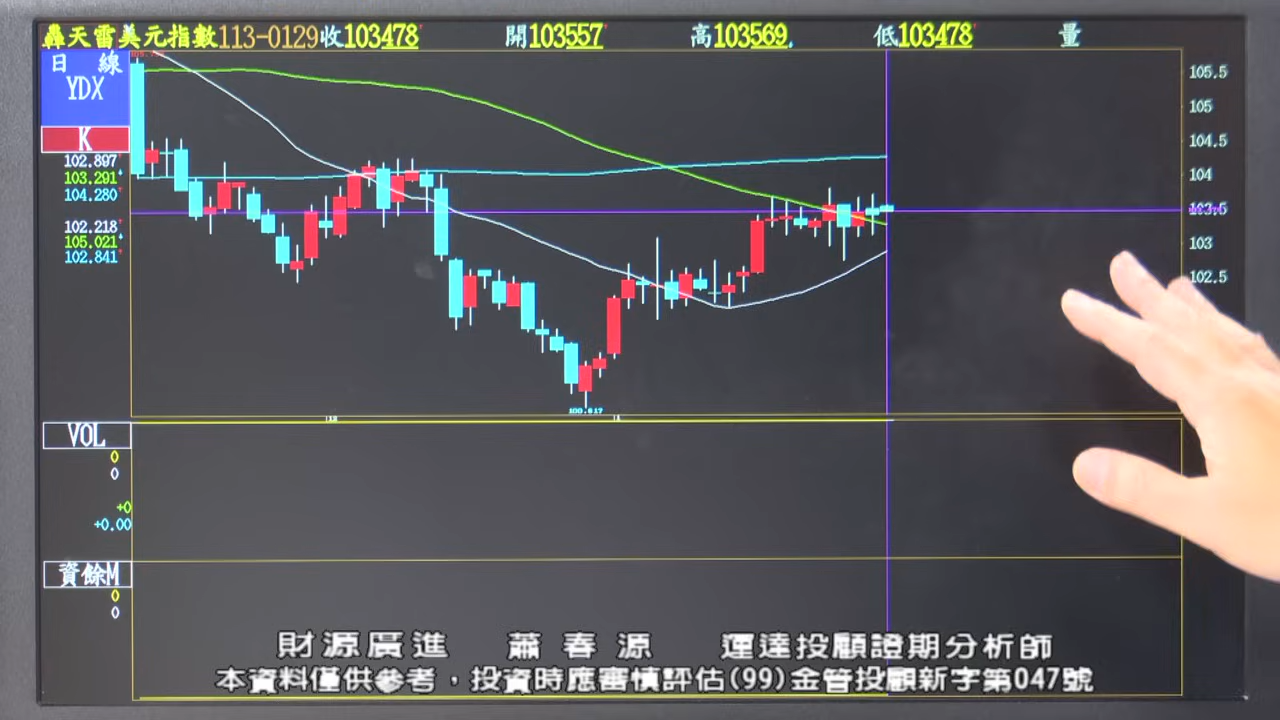 轟天雷美元指數113-0129收103478 開103557 高103569 低103478 量
日 線
YDX
K
102.897
103.291
104.280
102.218
105.021
102.841
105.5
105
104.5
104
103
102.5
100.617
12
1
VOL
0
0
+0
+0.00
資餘M
0
0
財源廣進 蕭春源 運達投顧證期分析師
本資料僅供參考，投資時應審慎評估(99)金管投顧新字第047號